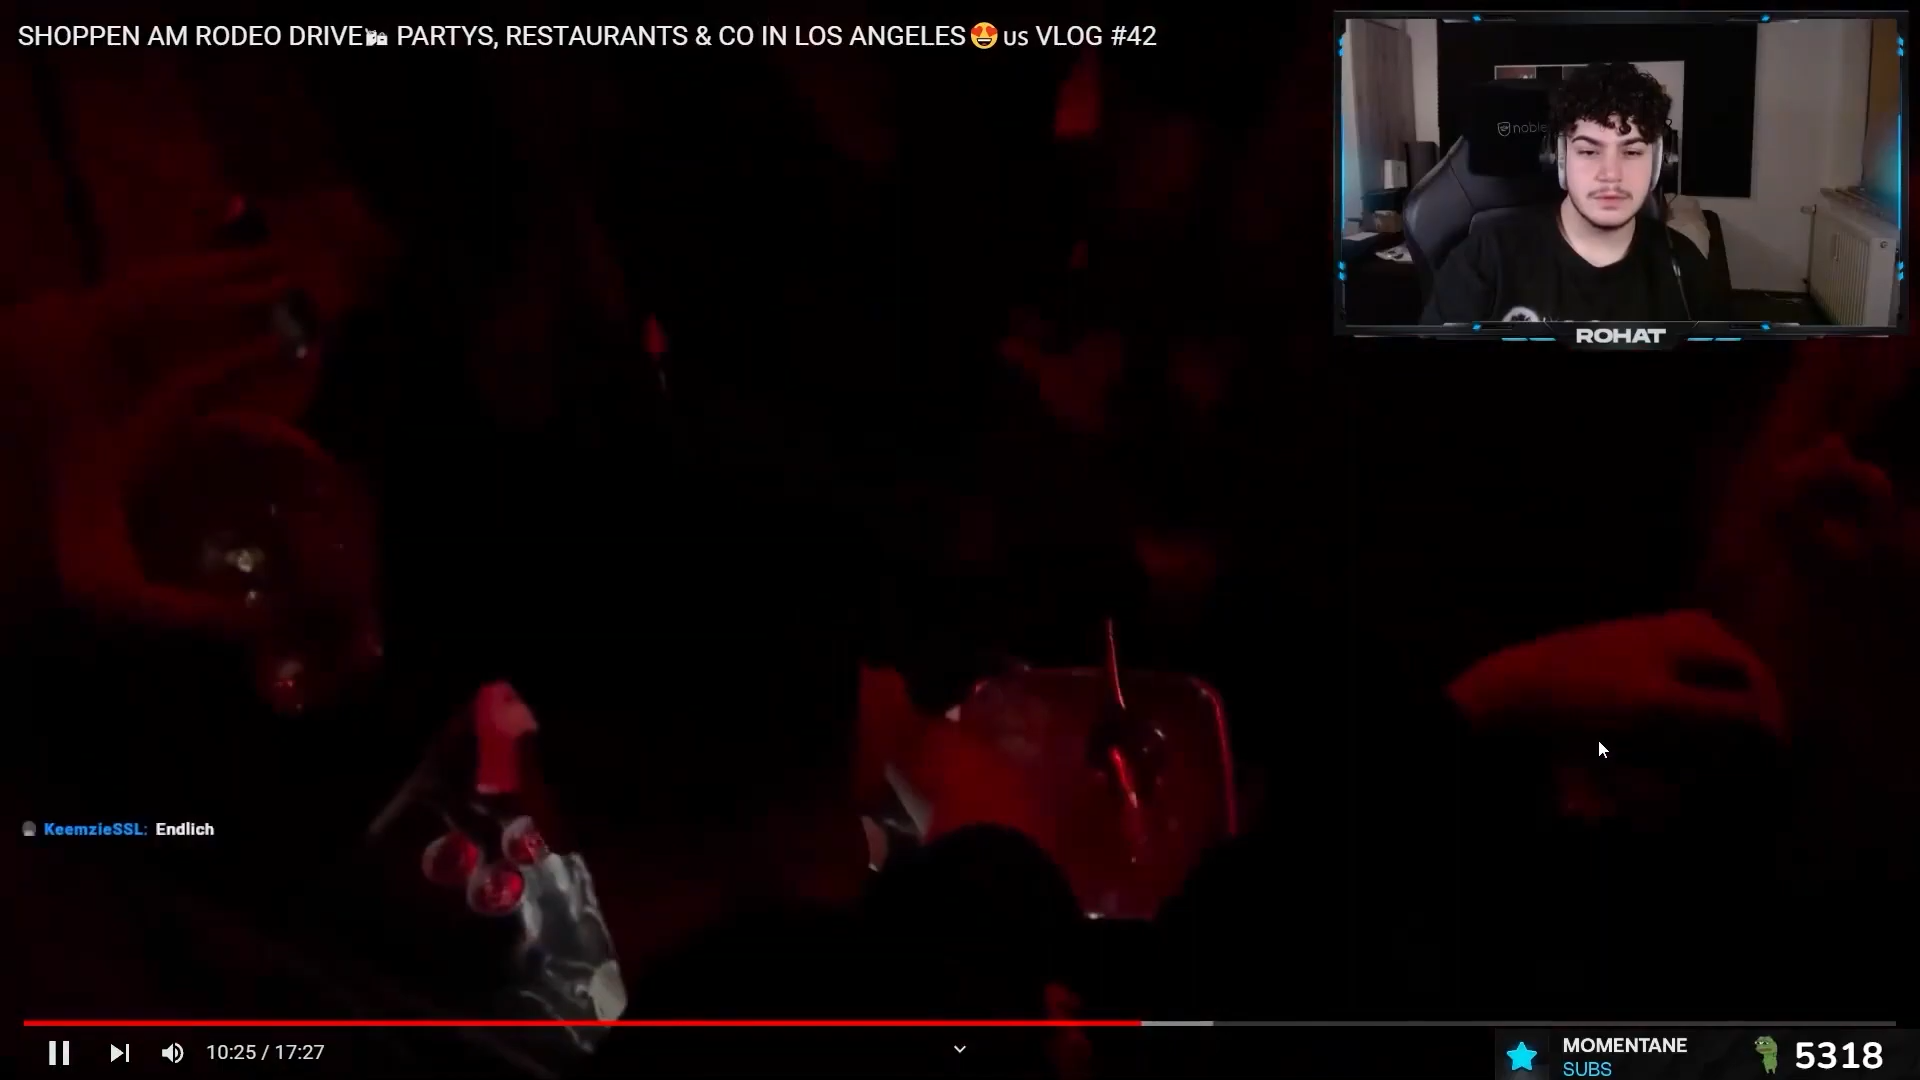 SHOPPEN AM RODEO DRIVE🛍 PARTYS, RESTAURANTS & CO IN LOS ANGELES😍us VLOG #42
noble
ROHAT
KeemzieSSL: Endlich
10:25 / 17:27
MOMENTANE
SUBS
5318